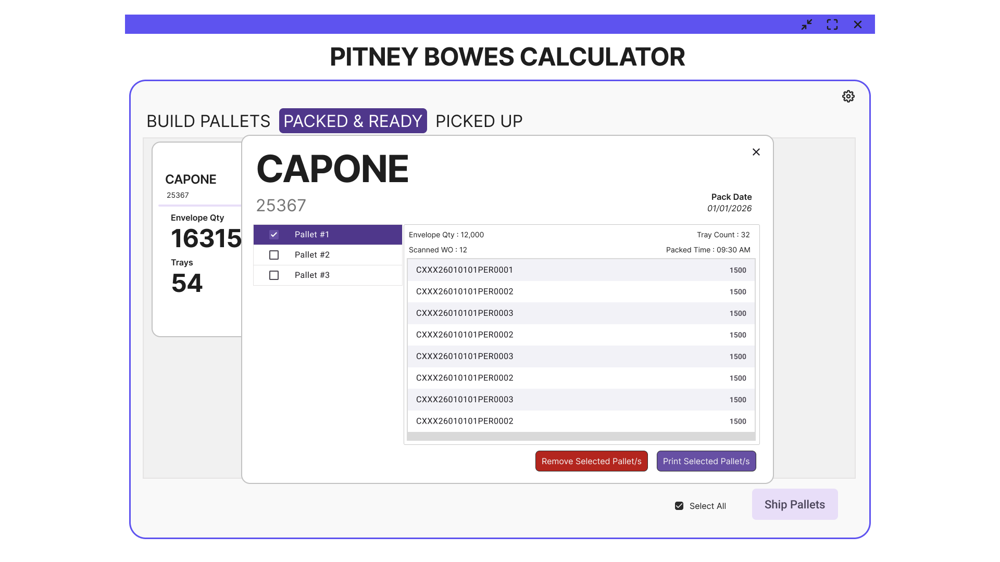 PITNEY BOWES CALCULATOR
BUILD PALLETS PACKED & READY PICKED UP
CAPONE
25367
Envelope Qty
16315
Trays
54
CAPONE
25367
Pack Date
01/01/2026
Pallet #1
Pallet #2
Pallet #3
Envelope Qty : 12,000 Tray Count : 32
Scanned WO : 12 Packed Time : 09:30 AM
CXXX26010101PER0001 1500
CXXX26010101PER0002 1500
CXXX26010101PER0003 1500
CXXX26010101PER0002 1500
CXXX26010101PER0003 1500
CXXX26010101PER0002 1500
CXXX26010101PER0003 1500
CXXX26010101PER0002 1500
Remove Selected Pallet/s Print Selected Pallet/s
Select All Ship Pallets